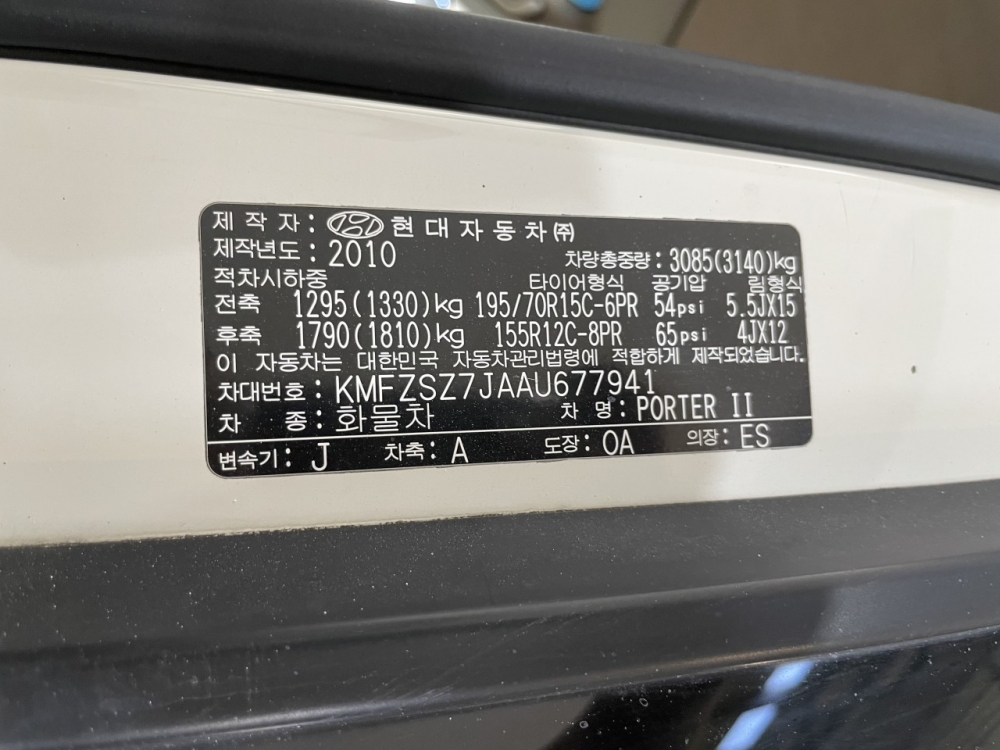 제 작 자 : 현 대 자 동 차 ㈜
제작년도 : 2010 차량총중량 : 3085(3140)kg
적차시하중 타이어형식 공기압 림형식
전축 1295(1330)kg 195/70R15C-6PR 54psi 5.5JX15
후축 1790(1810)kg 155R12C-8PR 65psi 4JX12
이 자동차는 대한민국 자동차관리법령에 적합하게 제작되었습니다.
차대번호 : KMFZSZ7JAAU677941
차 종 : 화물차 차 명 : PORTER II
변속기 : J 차축 : A 도장 : OA 의장 : ES